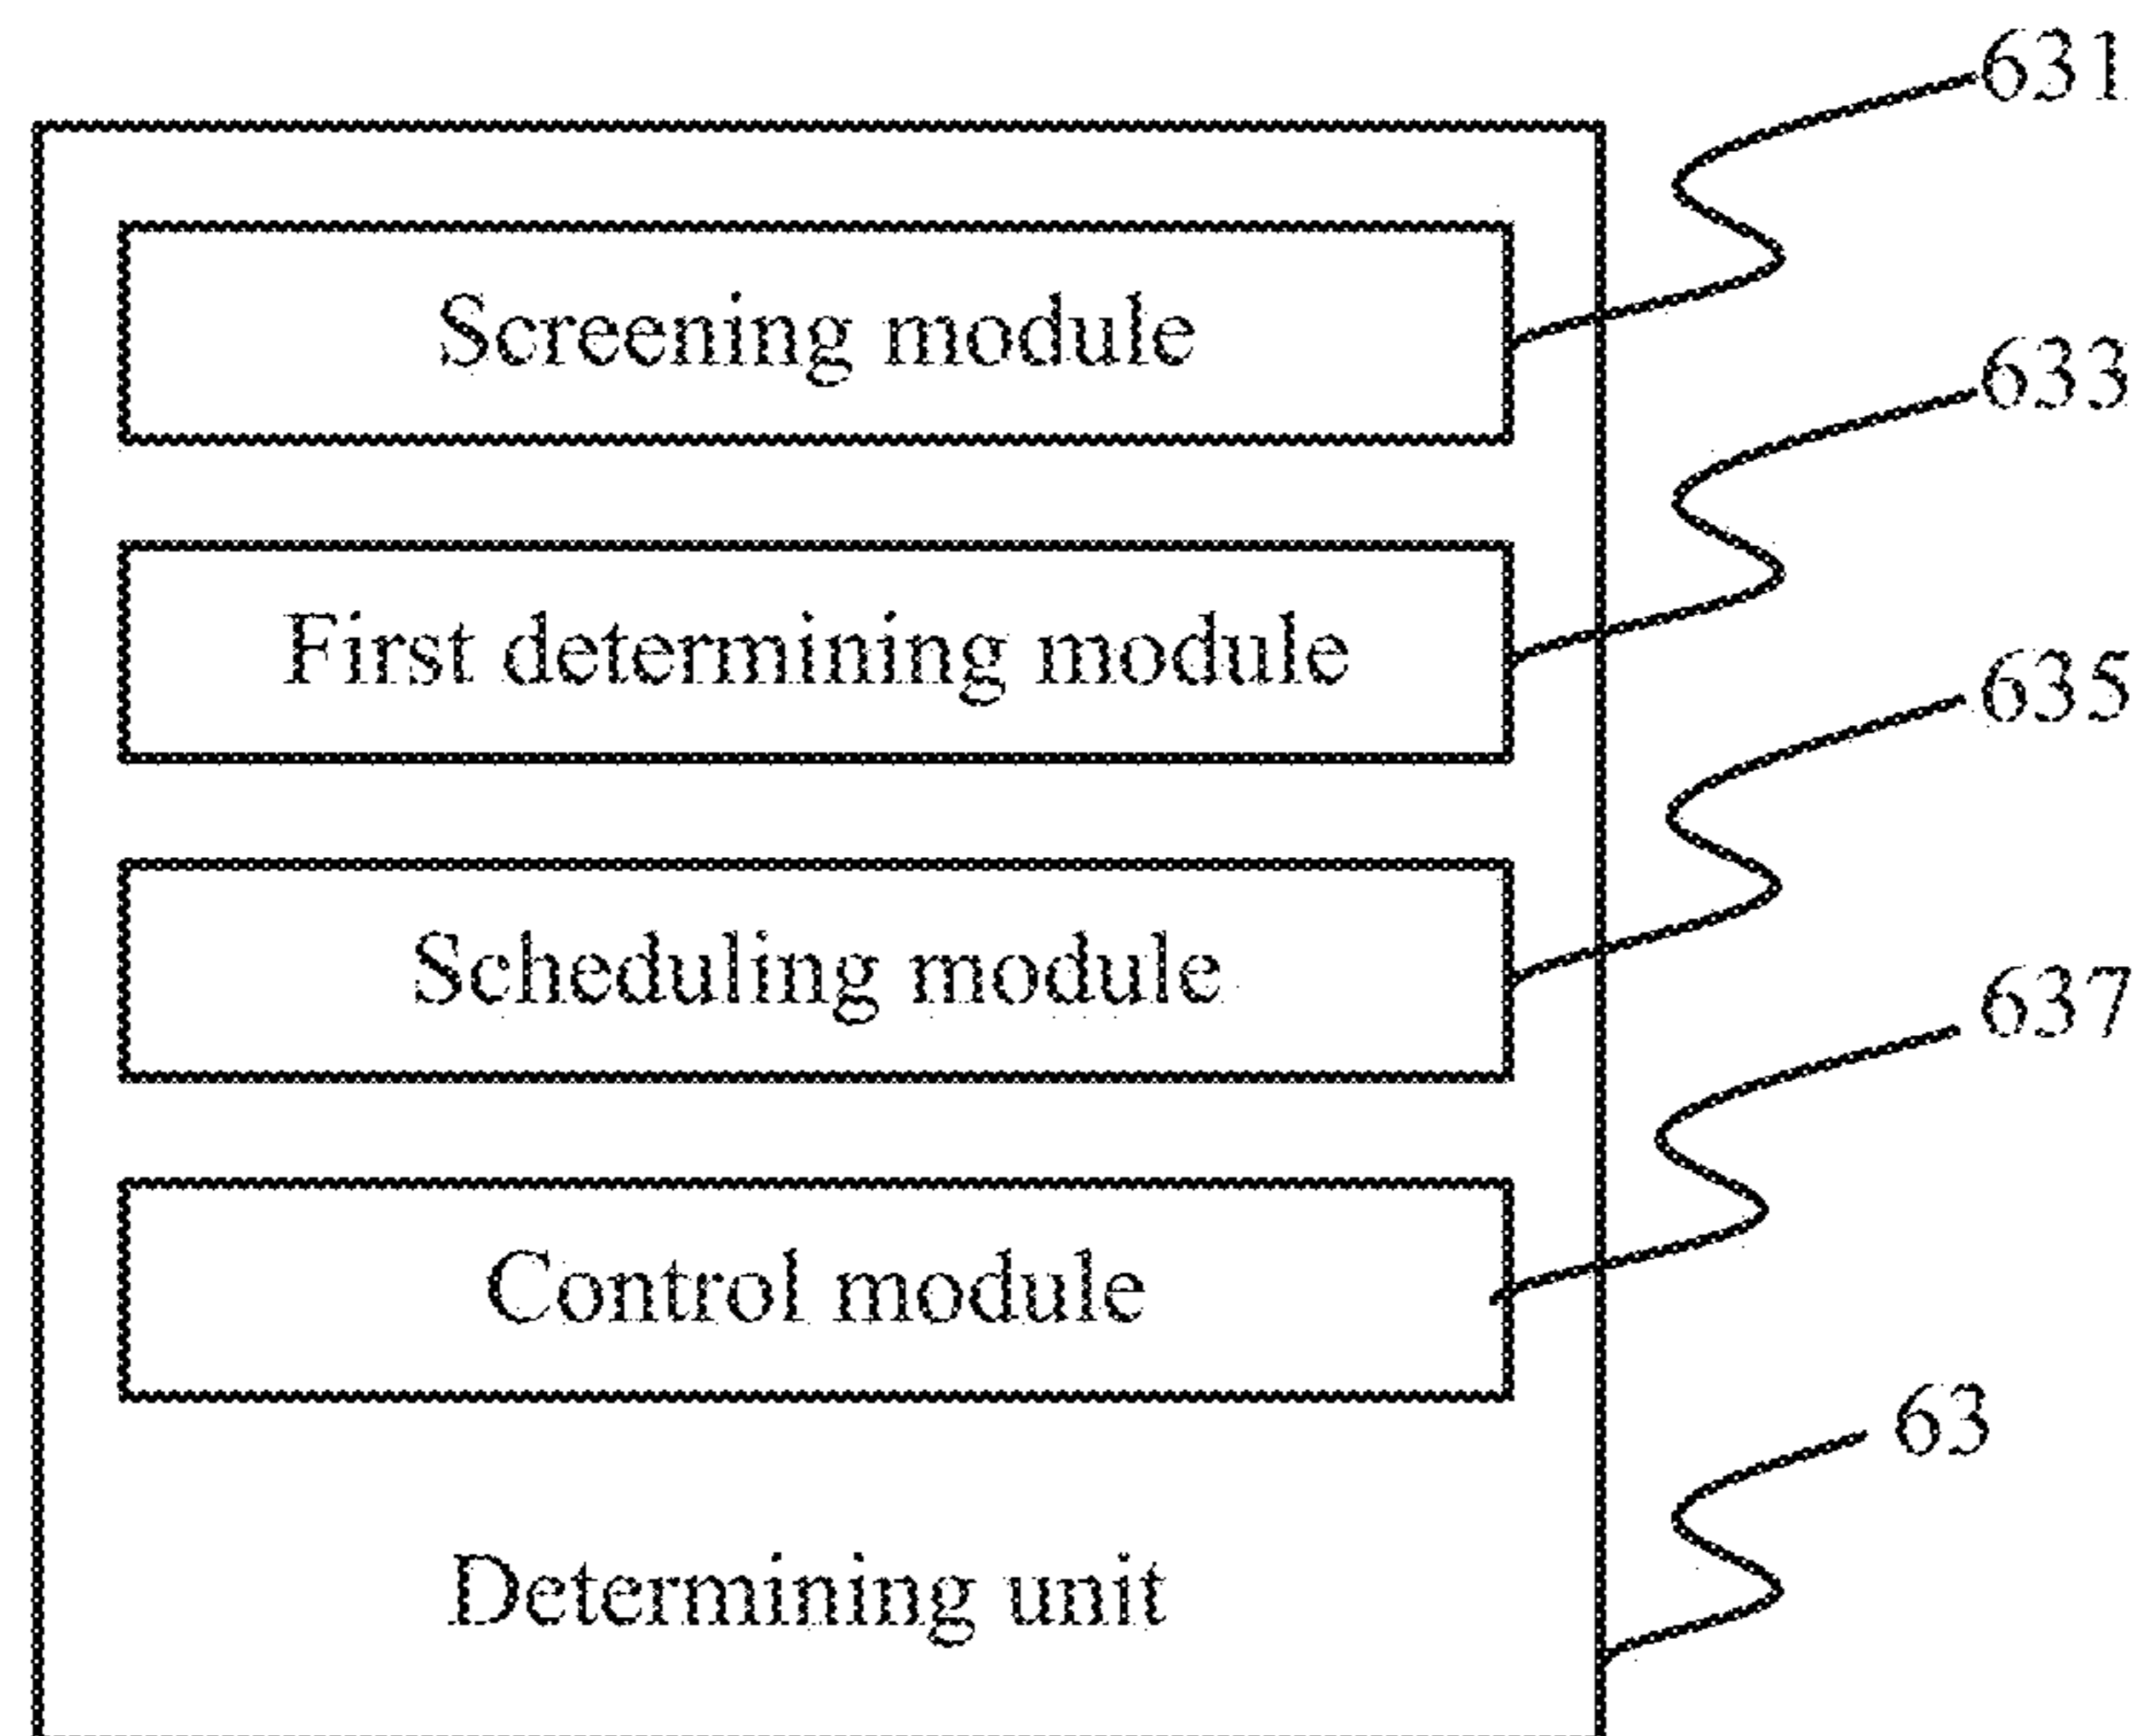 631
Screening module
633
First determining module
635
Scheduling module
637
Control module
63
Determining unit